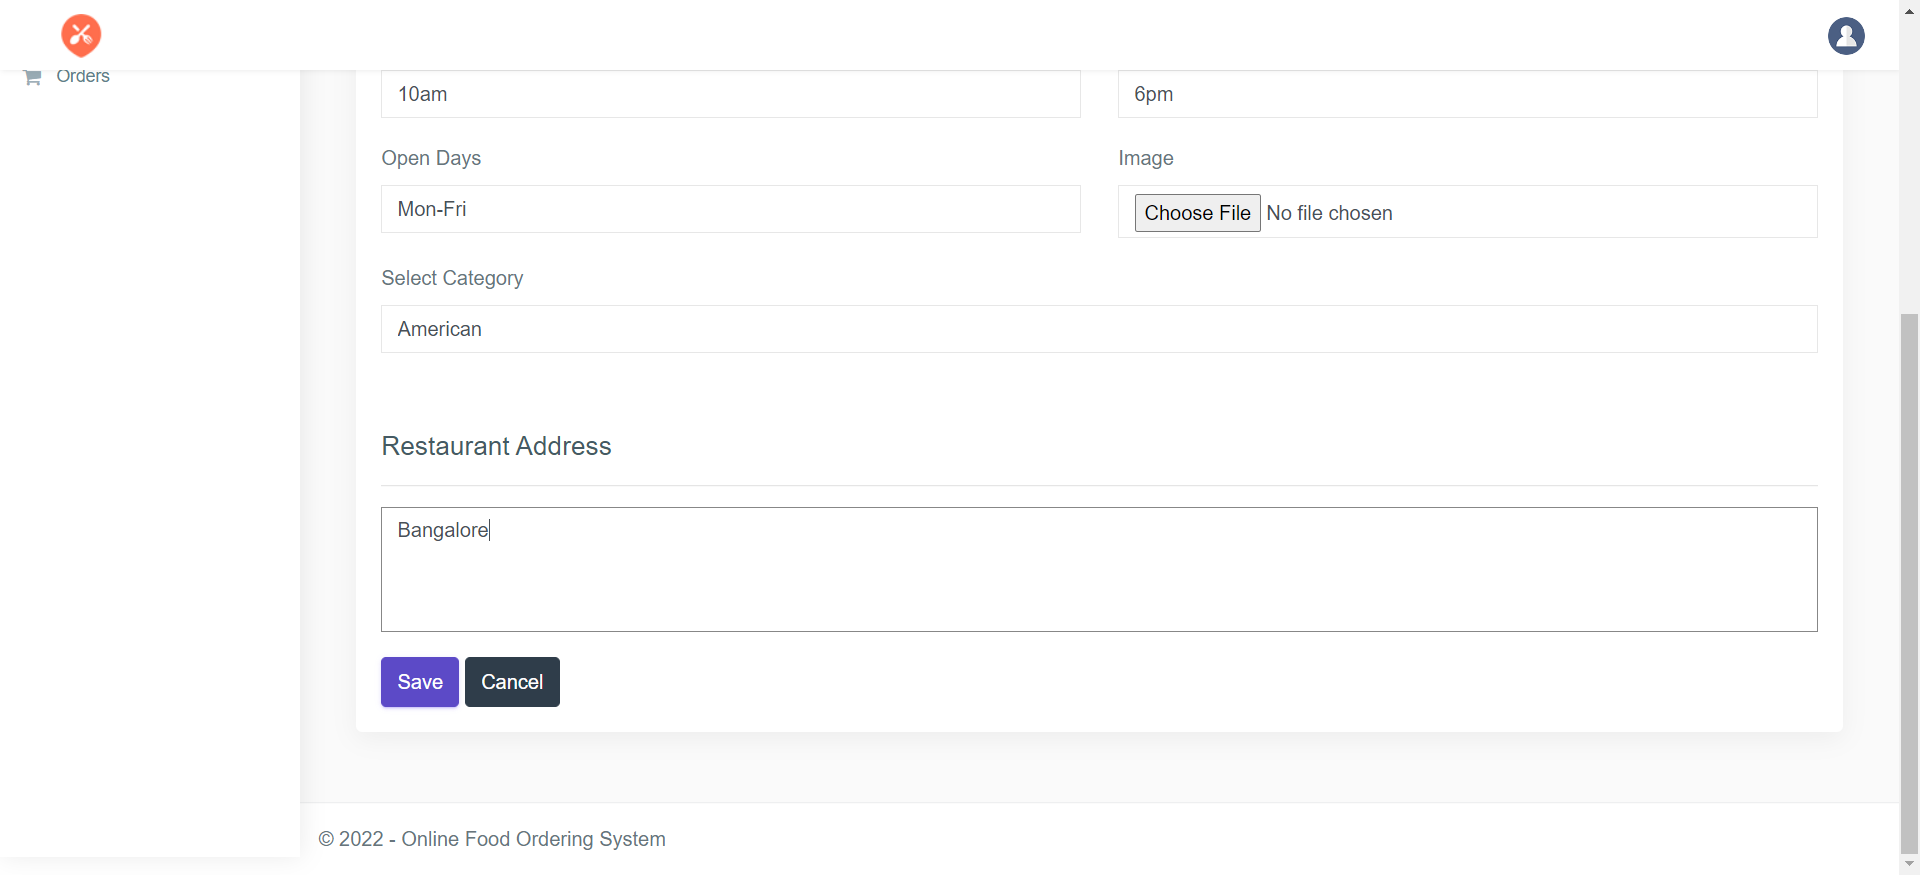 Orders
10am
6pm
Open Days
Image
Mon-Fri
Choose File No file chosen
Select Category
American
Restaurant Address
Bangalore
Save
Cancel
© 2022 - Online Food Ordering System